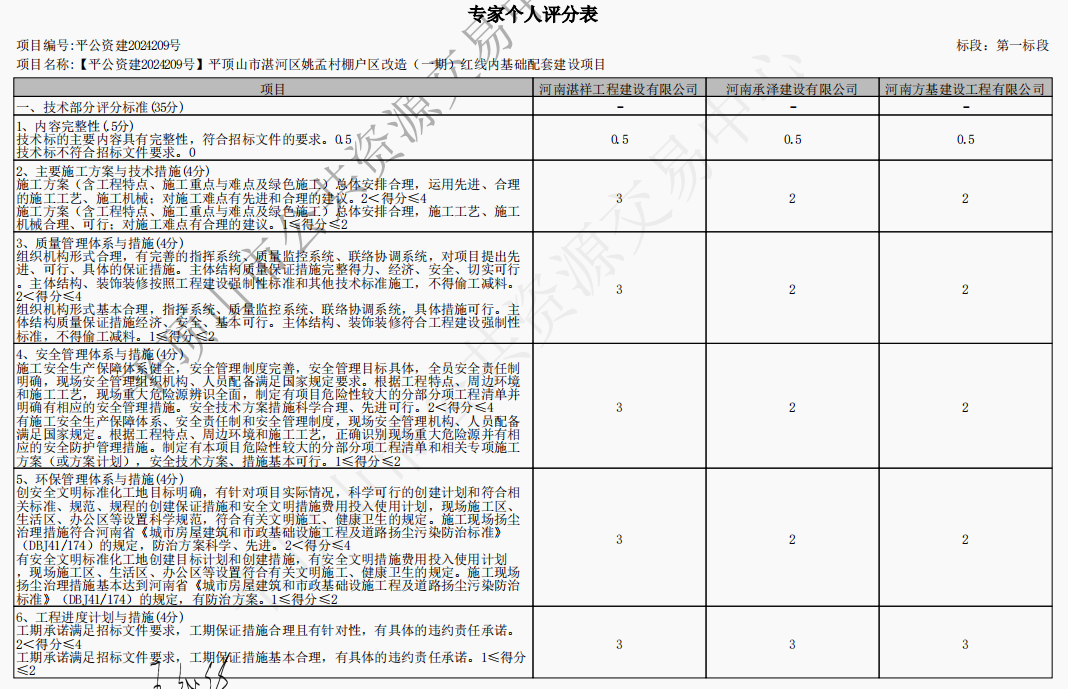 专家个人评分表
项目编号:平公资建2024209号
标段：第一标段
项目名称:【平公资建2024209号】平顶山市湛河区姚孟村棚户区改造（一期）红线内基础配套建设项目
项目 河南湛祥工程建设有限公司 河南承泽建设有限公司 河南方基建设工程有限公司
一、技术部分评分标准(35分) - - -
1、内容完整性(.5分)
技术标的主要内容具有完整性，符合招标文件的要求。0.5
技术标不符合招标文件要求。0
0.5 0.5 0.5
2、主要施工方案与技术措施(4分)
施工方案（含工程特点、施工重点与难点及绿色施工）总体安排合理，运用先进、合理
的施工工艺、施工机械；对施工难点有先进和合理的建议。2＜得分≤4
施工方案（含工程特点、施工重点与难点及绿色施工）总体安排合理，施工工艺、施工
机械合理、可行；对施工难点有合理的建议。1≤得分≤2
3 2 2
3、质量管理体系与措施(4分)
组织机构形式合理，有完善的指挥系统、质量监控系统、联络协调系统，对项目提出先
进、可行、具体的保证措施。主体结构质量保证措施完整得力、经济、安全、切实可行
。主体结构、装饰装修按照工程建设强制性标准和其他技术标准施工，不得偷工减料。
2＜得分≤4
组织机构形式基本合理，指挥系统、质量监控系统、联络协调系统，具体措施可行。主
体结构质量保证措施经济、安全、基本可行。主体结构、装饰装修符合工程建设强制性
标准，不得偷工减料。1≤得分≤2
3 2 2
4、安全管理体系与措施(4分)
施工安全生产保障体系健全，安全管理制度完善，安全管理目标具体，全员安全责任制
明确，现场安全管理组织机构、人员配备满足国家规定要求。根据工程特点、周边环境
和施工工艺，现场重大危险源辨识全面，制定有项目危险性较大的分部分项工程清单并
明确有相应的安全管理措施。安全技术方案措施科学合理、先进可行。2＜得分≤4
有施工安全生产保障体系、安全责任制和安全管理制度，现场安全管理机构、人员配备
满足国家规定。根据工程特点、周边环境和施工工艺，正确识别现场重大危险源并有相
应的安全防护管理措施。制定有本项目危险性较大的分部分项工程清单和相关专项施工
方案（或方案计划），安全技术方案、措施基本可行。1≤得分≤2
3 2 2
5、环保管理体系与措施(4分)
创安全文明标准化工地目标明确，有针对项目实际情况，科学可行的创建计划和符合相
关标准、规范、规程的创建保证措施和安全文明措施费用投入使用计划，现场施工区、
生活区、办公区等设置科学规范，符合有关文明施工、健康卫生的规定。施工现场扬尘
治理措施符合河南省《城市房屋建筑和市政基础设施工程及道路扬尘污染防治标准》
（DBJ41/174）的规定，防治方案科学、先进。2＜得分≤4
有安全文明标准化工地创建目标计划和创建措施，有安全文明措施费用投入使用计划
，现场施工区、生活区、办公区等设置符合有关文明施工、健康卫生的规定。施工现场
扬尘治理措施基本达到河南省《城市房屋建筑和市政基础设施工程及道路扬尘污染防治
标准》（DBJ41/174）的规定，有防治方案。1≤得分≤2
3 2 2
6、工程进度计划与措施(4分)
工期承诺满足招标文件要求，工期保证措施合理且有针对性，有具体的违约责任承诺。
2＜得分≤4
工期承诺满足招标文件要求，工期保证措施基本合理，有具体的违约责任承诺。1≤得分
≤2
3 3 3